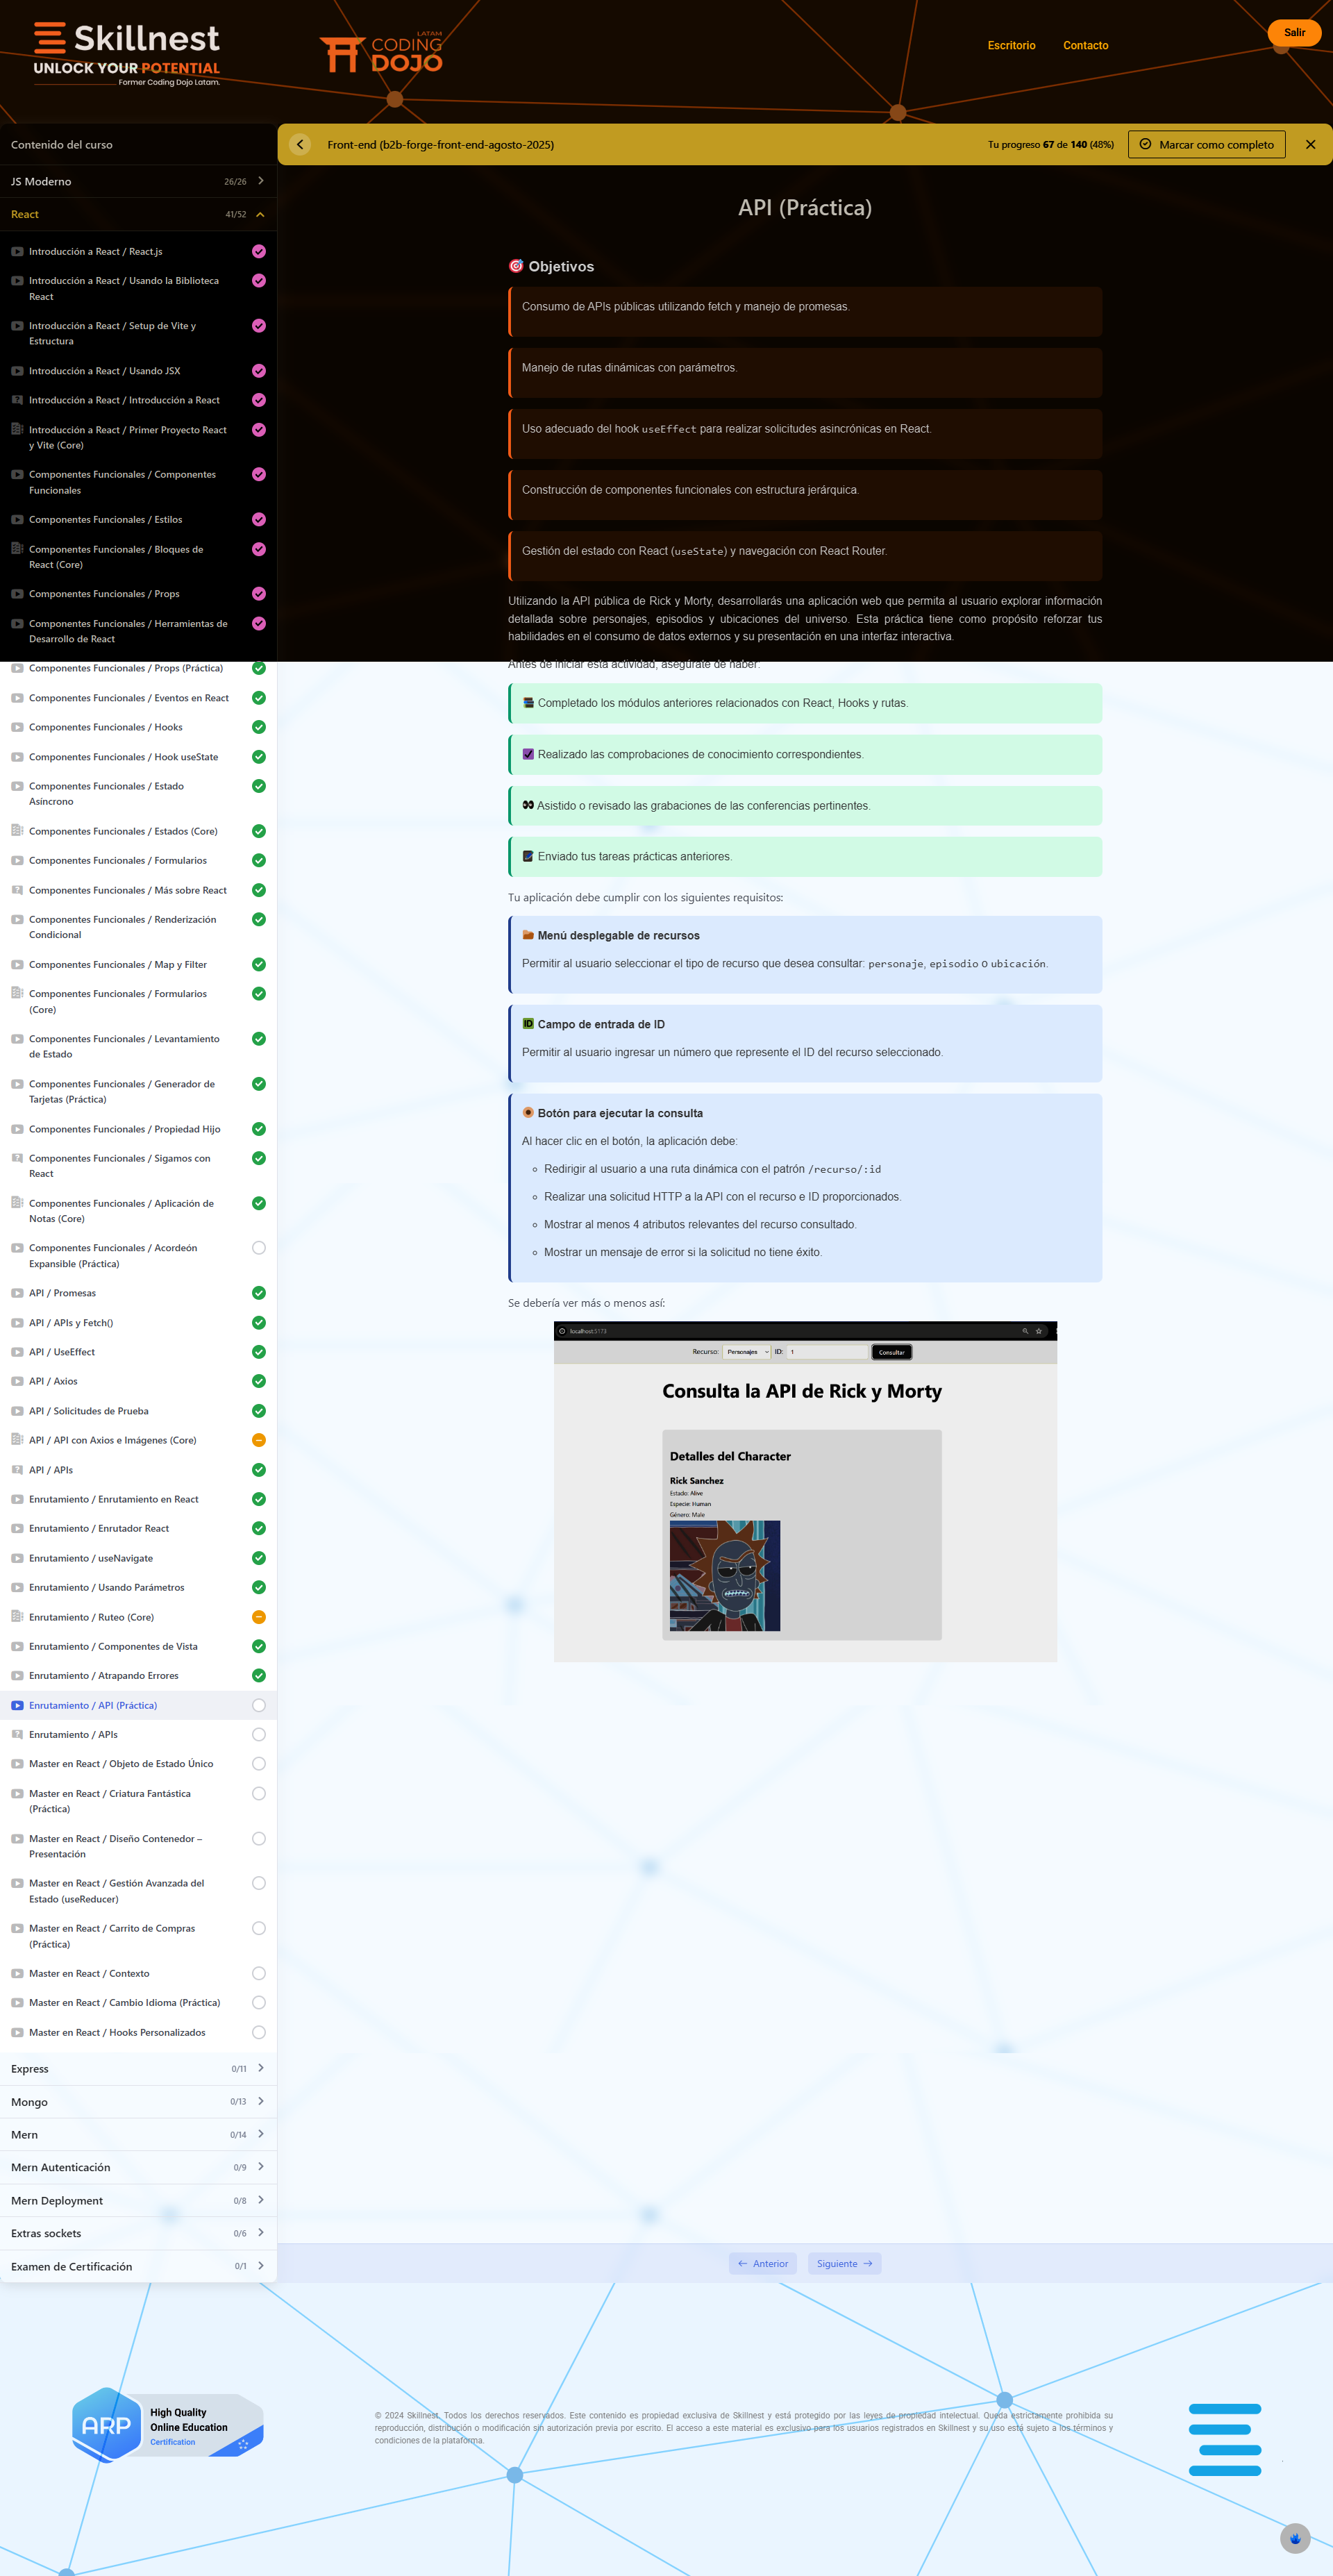 Skillnest
UNLOCK YOUR POTENTIAL
Former Coding Dojo Latam.
LATAM
CODING
DOJO
Escritorio
Contacto
Salir
Contenido del curso
Front-end (b2b-forge-front-end-agosto-2025)
Tu progreso 67 de 140 (48%)
Marcar como completo
JS Moderno 26/26
React 41/52
Introducción a React / React.js
Introducción a React / Usando la Biblioteca
React
Introducción a React / Setup de Vite y
Estructura
Introducción a React / Usando JSX
Introducción a React / Introducción a React
Introducción a React / Primer Proyecto React
y Vite (Core)
Componentes Funcionales / Componentes
Funcionales
Componentes Funcionales / Estilos
Componentes Funcionales / Bloques de
React (Core)
Componentes Funcionales / Props
Componentes Funcionales / Herramientas de
Desarrollo de React
Componentes Funcionales / Props (Práctica)
Componentes Funcionales / Eventos en React
Componentes Funcionales / Hooks
Componentes Funcionales / Hook useState
Componentes Funcionales / Estado
Asíncrono
Componentes Funcionales / Estados (Core)
Componentes Funcionales / Formularios
Componentes Funcionales / Más sobre React
Componentes Funcionales / Renderización
Condicional
Componentes Funcionales / Map y Filter
Componentes Funcionales / Formularios
(Core)
Componentes Funcionales / Levantamiento
de Estado
Componentes Funcionales / Generador de
Tarjetas (Práctica)
Componentes Funcionales / Propiedad Hijo
Componentes Funcionales / Sigamos con
React
Componentes Funcionales / Aplicación de
Notas (Core)
Componentes Funcionales / Acordeón
Expansible (Práctica)
API / Promesas
API / APIs y Fetch()
API / UseEffect
API / Axios
API / Solicitudes de Prueba
API / API con Axios e Imágenes (Core)
API / APIs
Enrutamiento / Enrutamiento en React
Enrutamiento / Enrutador React
Enrutamiento / useNavigate
Enrutamiento / Usando Parámetros
Enrutamiento / Ruteo (Core)
Enrutamiento / Componentes de Vista
Enrutamiento / Atrapando Errores
Enrutamiento / API (Práctica)
Enrutamiento / APIs
Master en React / Objeto de Estado Único
Master en React / Criatura Fantástica
(Práctica)
Master en React / Diseño Contenedor –
Presentación
Master en React / Gestión Avanzada del
Estado (useReducer)
Master en React / Carrito de Compras
(Práctica)
Master en React / Contexto
Master en React / Cambio Idioma (Práctica)
Master en React / Hooks Personalizados
Express 0/11
Mongo 0/13
Mern 0/14
Mern Autenticación 0/9
Mern Deployment 0/8
Extras sockets 0/6
Examen de Certificación 0/1
API (Práctica)
🎯 Objetivos
Consumo de APIs públicas utilizando fetch y manejo de promesas.
Manejo de rutas dinámicas con parámetros.
Uso adecuado del hook useEffect para realizar solicitudes asincrónicas en React.
Construcción de componentes funcionales con estructura jerárquica.
Gestión del estado con React (useState) y navegación con React Router.
Utilizando la API pública de Rick y Morty, desarrollarás una aplicación web que permita al usuario explorar información
detallada sobre personajes, episodios y ubicaciones del universo. Esta práctica tiene como propósito reforzar tus
habilidades en el consumo de datos externos y su presentación en una interfaz interactiva.
Antes de iniciar esta actividad, asegúrate de haber:
Completado los módulos anteriores relacionados con React, Hooks y rutas.
Realizado las comprobaciones de conocimiento correspondientes.
Asistido o revisado las grabaciones de las conferencias pertinentes.
Enviado tus tareas prácticas anteriores.
Tu aplicación debe cumplir con los siguientes requisitos:
Menú desplegable de recursos
Permitir al usuario seleccionar el tipo de recurso que desea consultar: personaje, episodio o ubicación.
🆔 Campo de entrada de ID
Permitir al usuario ingresar un número que represente el ID del recurso seleccionado.
Botón para ejecutar la consulta
Al hacer clic en el botón, la aplicación debe:
Redirigir al usuario a una ruta dinámica con el patrón /recurso/:id
Realizar una solicitud HTTP a la API con el recurso e ID proporcionados.
Mostrar al menos 4 atributos relevantes del recurso consultado.
Mostrar un mensaje de error si la solicitud no tiene éxito.
Se debería ver más o menos así:
localhost:5173
Recurso: Personajes ID: 1 Consultar
Consulta la API de Rick y Morty
Detalles del Character
Rick Sanchez
Estado: Alive
Especie: Human
Género: Male
Anterior
Siguiente
ARP
High Quality
Online Education
Certification
© 2024 Skillnest. Todos los derechos reservados. Este contenido es propiedad exclusiva de Skillnest y está protegido por las leyes de propiedad intelectual. Queda estrictamente prohibida su
reproducción, distribución o modificación sin autorización previa por escrito. El acceso a este material es exclusivo para los usuarios registrados en Skillnest y su uso está sujeto a los términos y
condiciones de la plataforma.